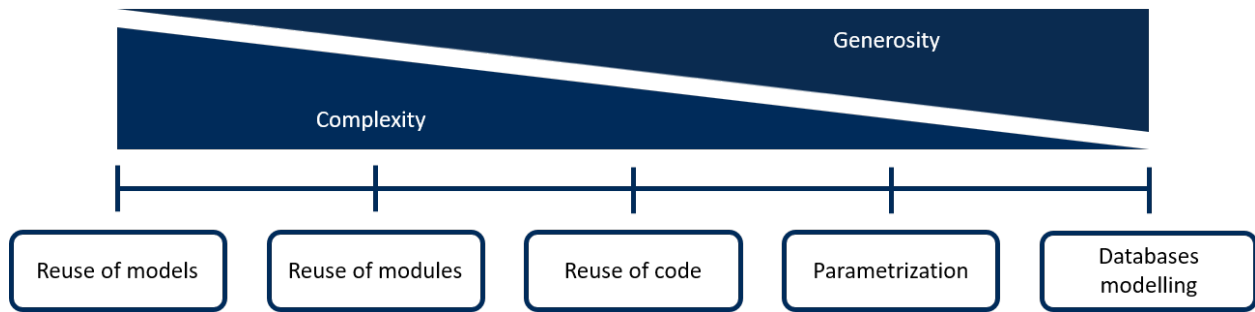 Generosity
Complexity
Reuse of models
Reuse of modules
Reuse of code
Parametrization
Databases
modelling